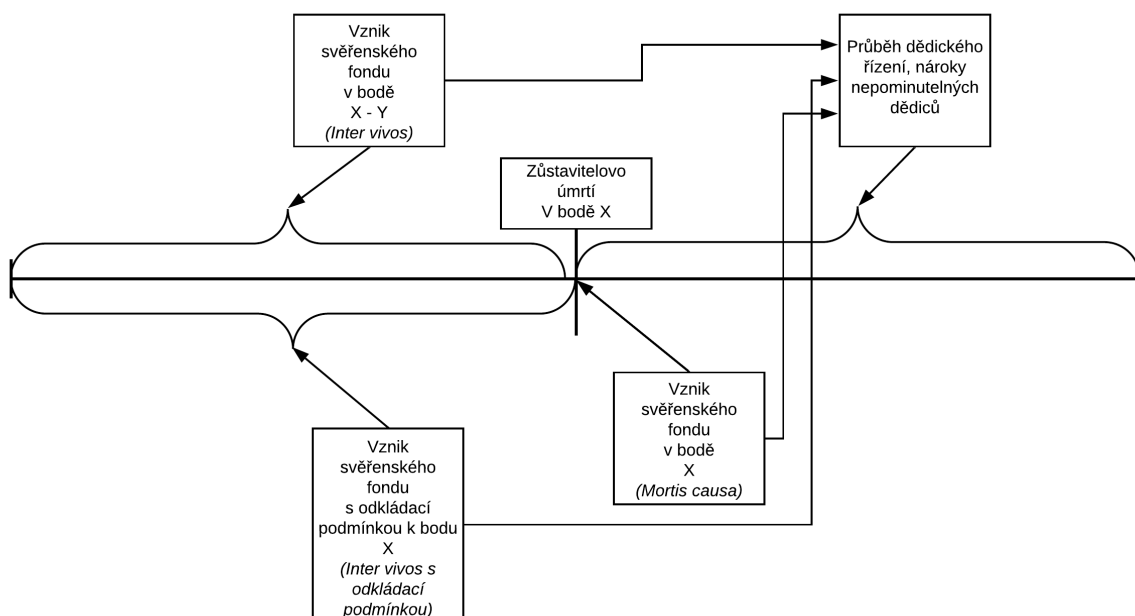 Vznik
svěřenského
fondu
v bodě
X - Y
(Inter vivos)
Průběh dědického
řízení, nároky
nepominutelných
dědiců
Zůstavitelovo
úmrtí
V bodě X
Vznik
svěřenského
fondu
v bodě
X
(Mortis causa)
Vznik
svěřenského
fondu
s odkládací
podmínkou k bodu
X
(Inter vivos s
odkládací
podmínkou)